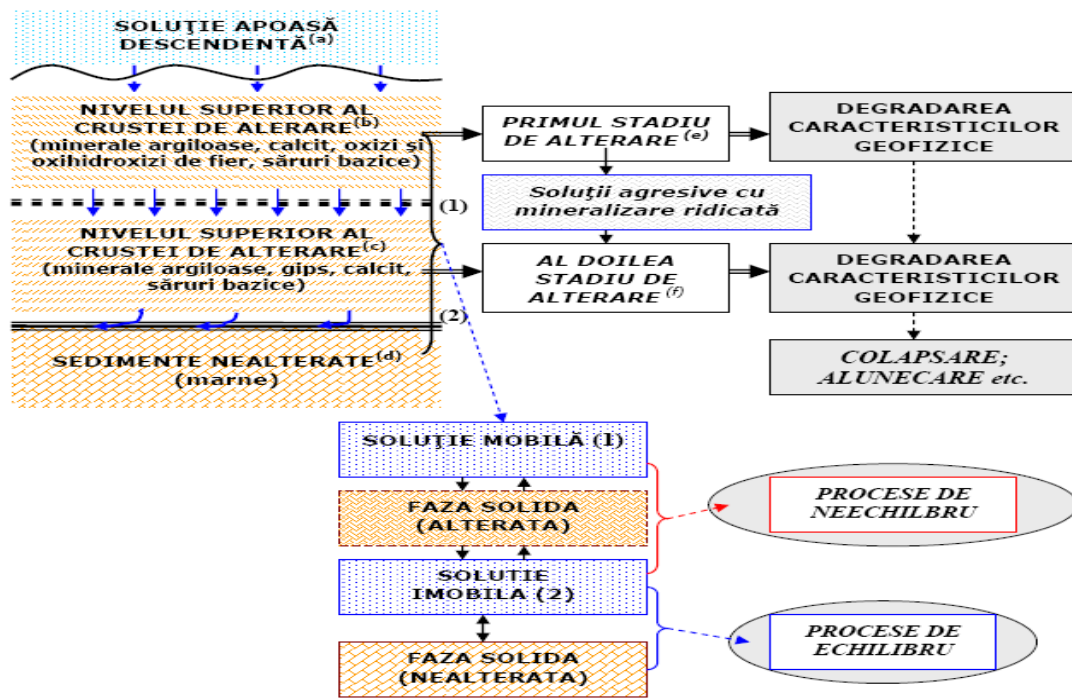 SOLUŢIE APOASĂ
DESCENDENTĂ(a)
NIVELUL SUPERIOR AL
CRUSTEI DE ALERARE(b)
(minerale argiloase, calcit, oxizi și
oxihidroxizi de fier, săruri bazice)
(1)
NIVELUL SUPERIOR AL
CRUSTEI DE ALTERARE(c)
(minerale argiloase, gips, calcit,
săruri bazice)
(2)
SEDIMENTE NEALTERATE(d)
(marne)
PRIMUL STADIU
DE ALTERARE (e)
Soluţii agresive cu
mineralizare ridicată
AL DOILEA
STADIU DE
ALTERARE (f)
DEGRADAREA
CARACTERISTICILOR
GEOFIZICE
DEGRADAREA
CARACTERISTICILOR
GEOFIZICE
COLAPSARE;
ALUNECARE etc.
SOLUŢIE MOBILĂ (1)
FAZA SOLIDA
(ALTERATA)
SOLUTIE
IMOBILA (2)
FAZA SOLIDA
(NEALTERATA)
PROCESE DE
NEECHILBRU
PROCESE DE
ECHILIBRU